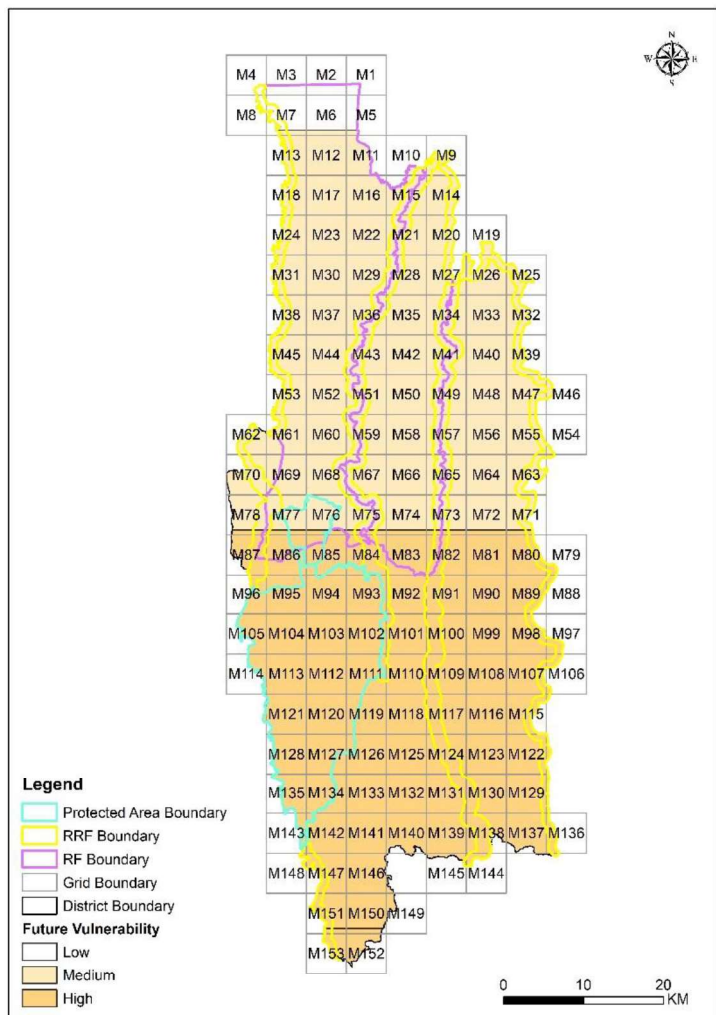 N
W E
S
M4 M3 M2 M1
M8 M7 M6 M5
M13 M12 M11 M10 M9
M18 M17 M16 M15 M14
M24 M23 M22 M21 M20 M19
M31 M30 M29 M28 M27 M26 M25
M38 M37 M36 M35 M34 M33 M32
M45 M44 M43 M42 M41 M40 M39
M53 M52 M51 M50 M49 M48 M47 M46
M62 M61 M60 M59 M58 M57 M56 M55 M54
M70 M69 M68 M67 M66 M65 M64 M63
M78 M77 M76 M75 M74 M73 M72 M71
M87 M86 M85 M84 M83 M82 M81 M80 M79
M96 M95 M94 M93 M92 M91 M90 M89 M88
M105 M104 M103 M102 M101 M100 M99 M98 M97
M114 M113 M112 M111 M110 M109 M108 M107 M106
M121 M120 M119 M118 M117 M116 M115
M128 M127 M126 M125 M124 M123 M122
M135 M134 M133 M132 M131 M130 M129
M143 M142 M141 M140 M139 M138 M137 M136
M148 M147 M146 M145 M144
M151 M150 M149
M153 M152
Legend
Protected Area Boundary
RRF Boundary
RF Boundary
Grid Boundary
District Boundary
Future Vulnerability
Low
Medium
High
0 10 20
KM